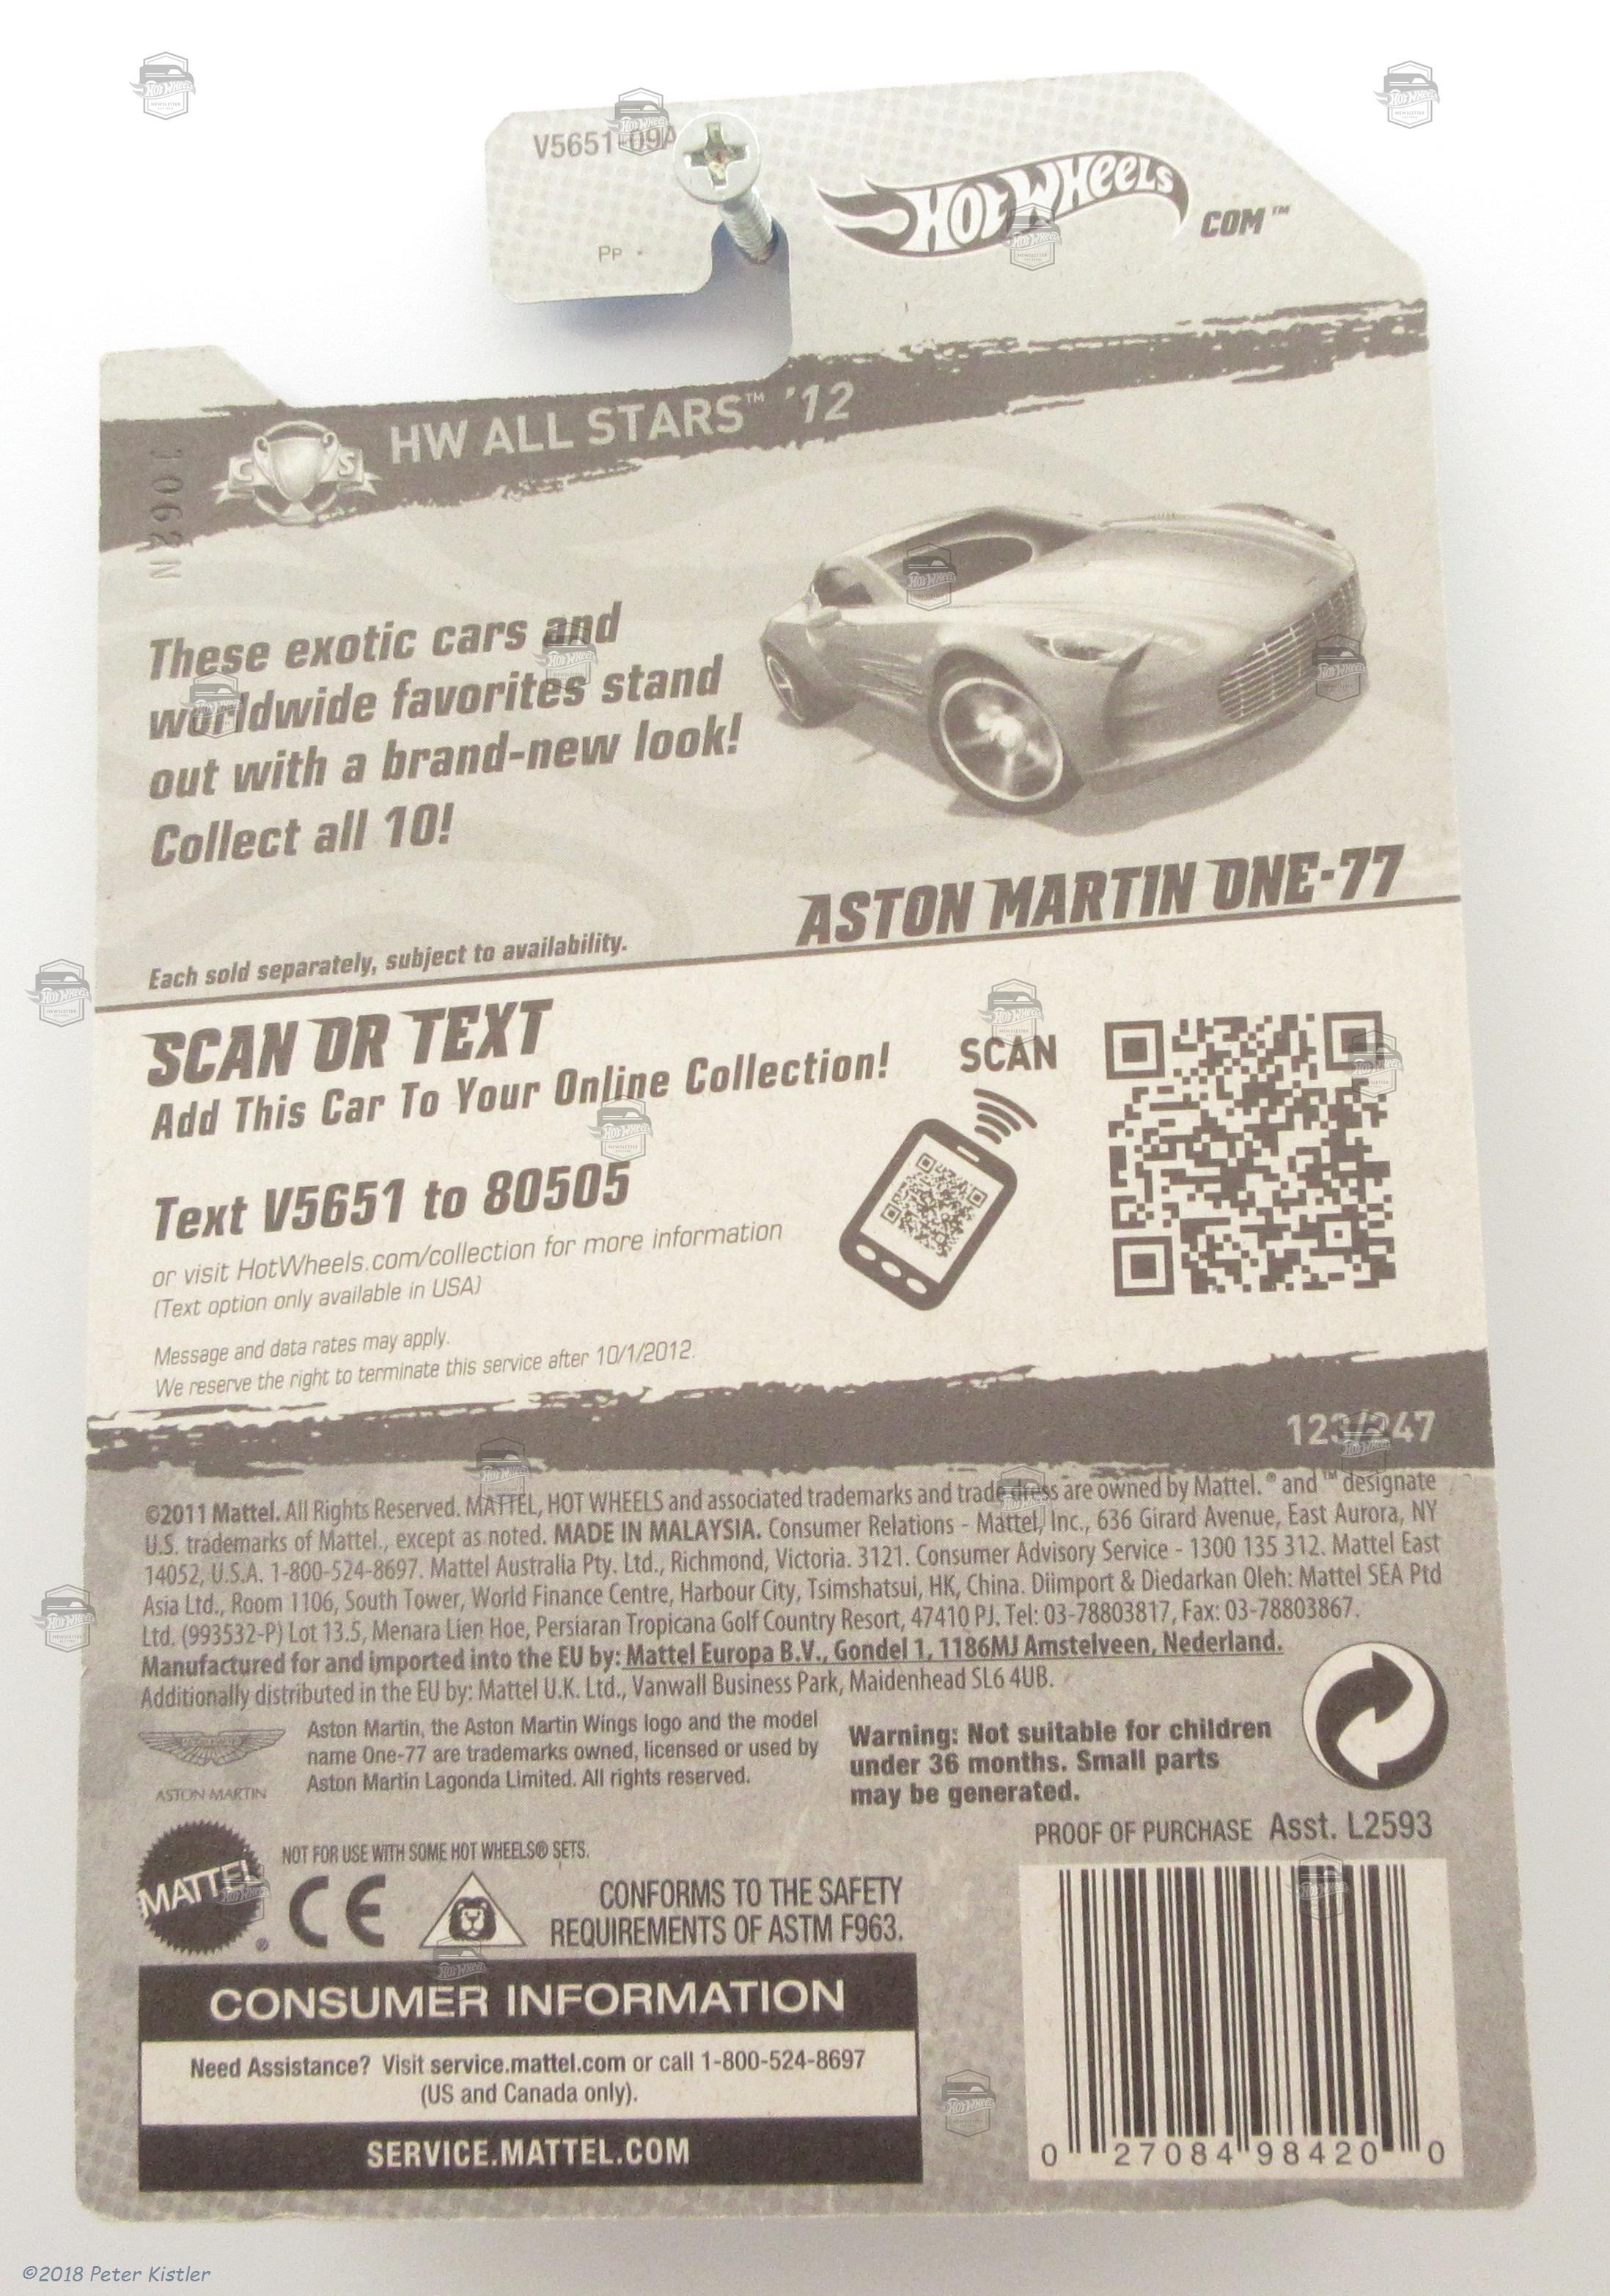 V5651-09A
Pp
HOT WHEELS
COM™
HW ALL STARS™ '12
1062N
These exotic cars and
worldwide favorites stand
out with a brand-new look!
Collect all 10!
ASTON MARTIN ONE-77
Each sold separately, subject to availability.
SCAN OR TEXT
Add This Car To Your Online Collection!
SCAN
Text V5651 to 80505
or visit HotWheels.com/collection for more information
(Text option only available in USA)
Message and data rates may apply.
We reserve the right to terminate this service after 10/1/2012.
123/247
©2011 Mattel. All Rights Reserved. MATTEL, HOT WHEELS and associated trademarks and trade dress are owned by Mattel. ® and ™ designate
U.S. trademarks of Mattel., except as noted. MADE IN MALAYSIA. Consumer Relations - Mattel, Inc., 636 Girard Avenue, East Aurora, NY
14052, U.S.A. 1-800-524-8697. Mattel Australia Pty. Ltd., Richmond, Victoria. 3121. Consumer Advisory Service - 1300 135 312. Mattel East
Asia Ltd., Room 1106, South Tower, World Finance Centre, Harbour City, Tsimshatsui, HK, China. Diimport & Diedarkan Oleh: Mattel SEA Ptd
Ltd. (993532-P) Lot 13.5, Menara Lien Hoe, Persiaran Tropicana Golf Country Resort, 47410 PJ. Tel: 03-78803817, Fax: 03-78803867.
Manufactured for and imported into the EU by: Mattel Europa B.V., Gondel 1, 1186MJ Amstelveen, Nederland.
Additionally distributed in the EU by: Mattel U.K. Ltd., Vanwall Business Park, Maidenhead SL6 4UB.
ASTON MARTIN
Aston Martin, the Aston Martin Wings logo and the model
name One-77 are trademarks owned, licensed or used by
Aston Martin Lagonda Limited. All rights reserved.
Warning: Not suitable for children
under 36 months. Small parts
may be generated.
PROOF OF PURCHASE Asst. L2593
MATTEL®
NOT FOR USE WITH SOME HOT WHEELS® SETS.
CE
CONFORMS TO THE SAFETY
REQUIREMENTS OF ASTM F963.
CONSUMER INFORMATION
Need Assistance? Visit service.mattel.com or call 1-800-524-8697
(US and Canada only).
SERVICE.MATTEL.COM
0 27084 98420 0
©2018 Peter Kistler